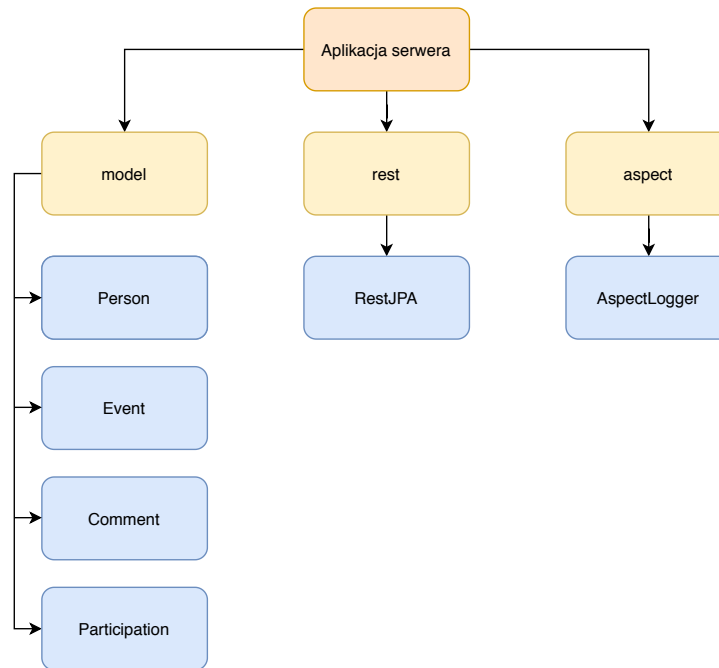 Aplikacja serwera
model
rest
aspect
Person
RestJPA
AspectLogger
Event
Comment
Participation